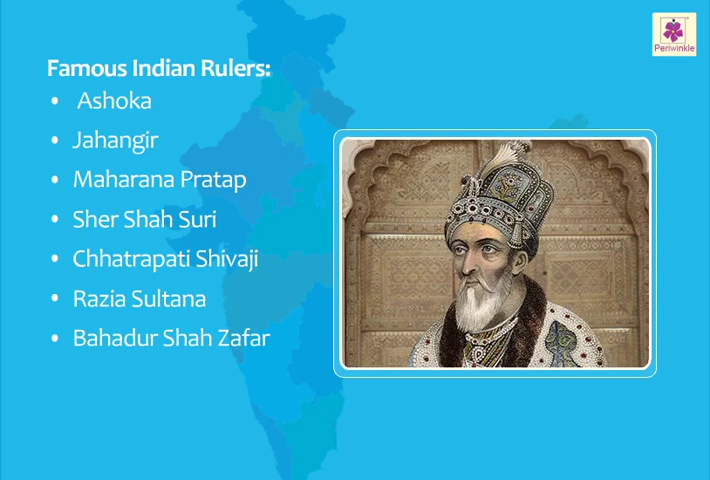 Periwinkle
Famous Indian Rulers:
• Ashoka
• Jahangir
• Maharana Pratap
• Sher Shah Suri
• Chhatrapati Shivaji
• Razia Sultana
• Bahadur Shah Zafar